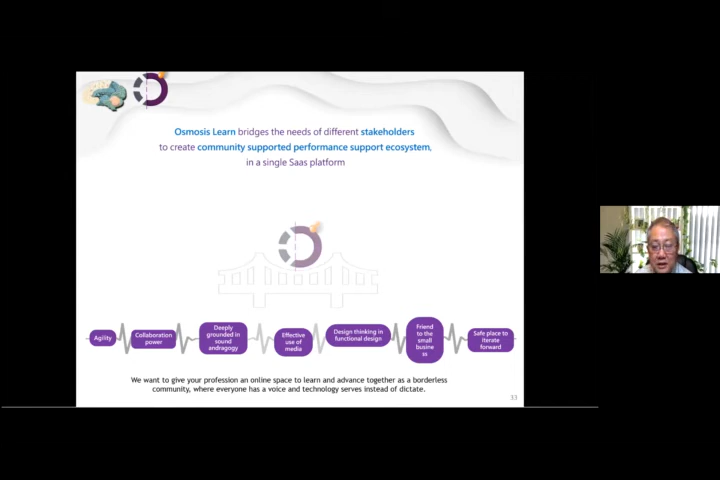 Osmosis Learn bridges the needs of different stakeholders
to create community supported performance support ecosystem,
in a single Saas platform
Agility
Collaboration
power
Deeply
grounded in
sound
andragogy
Effective
use of
media
Design thinking in
functional design
Friend
to the
small
busine
ss
Safe place to
iterate
forward
We want to give your profession an online space to learn and advance together as a borderless
community, where everyone has a voice and technology serves instead of dictate.
33